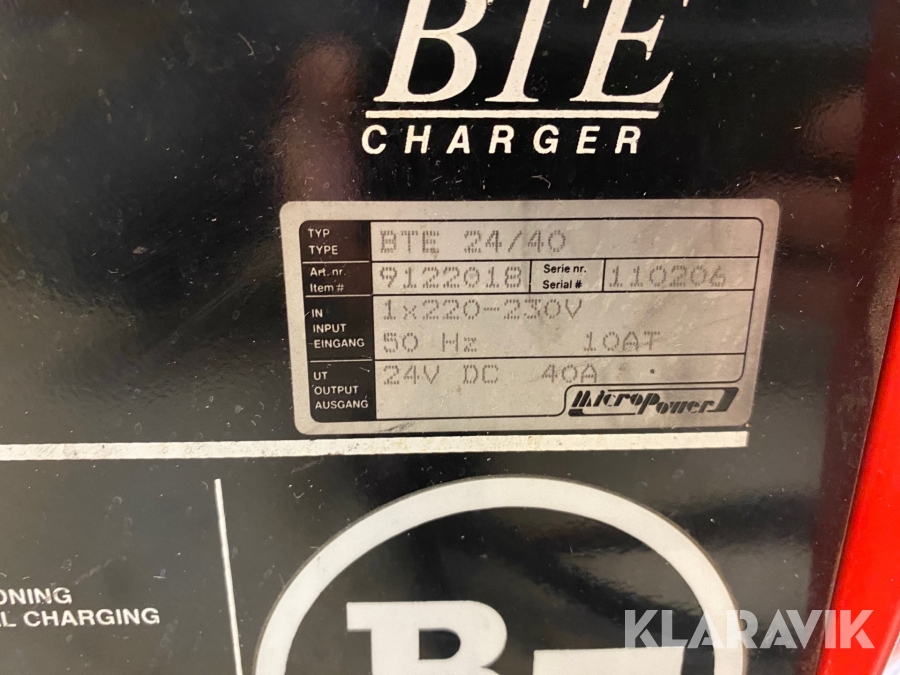 BTE
CHARGER
TYP
TYPE
BTE 24/40
Art. nr.
Item #
9122018
Serie nr.
Serial #
110206
IN
INPUT
EINGANG
1x220-230V
50 Hz 10AT
UT
OUTPUT
AUSGANG
24V DC 40A
MicroPower
ONING
L CHARGING
B
KLARAVIK